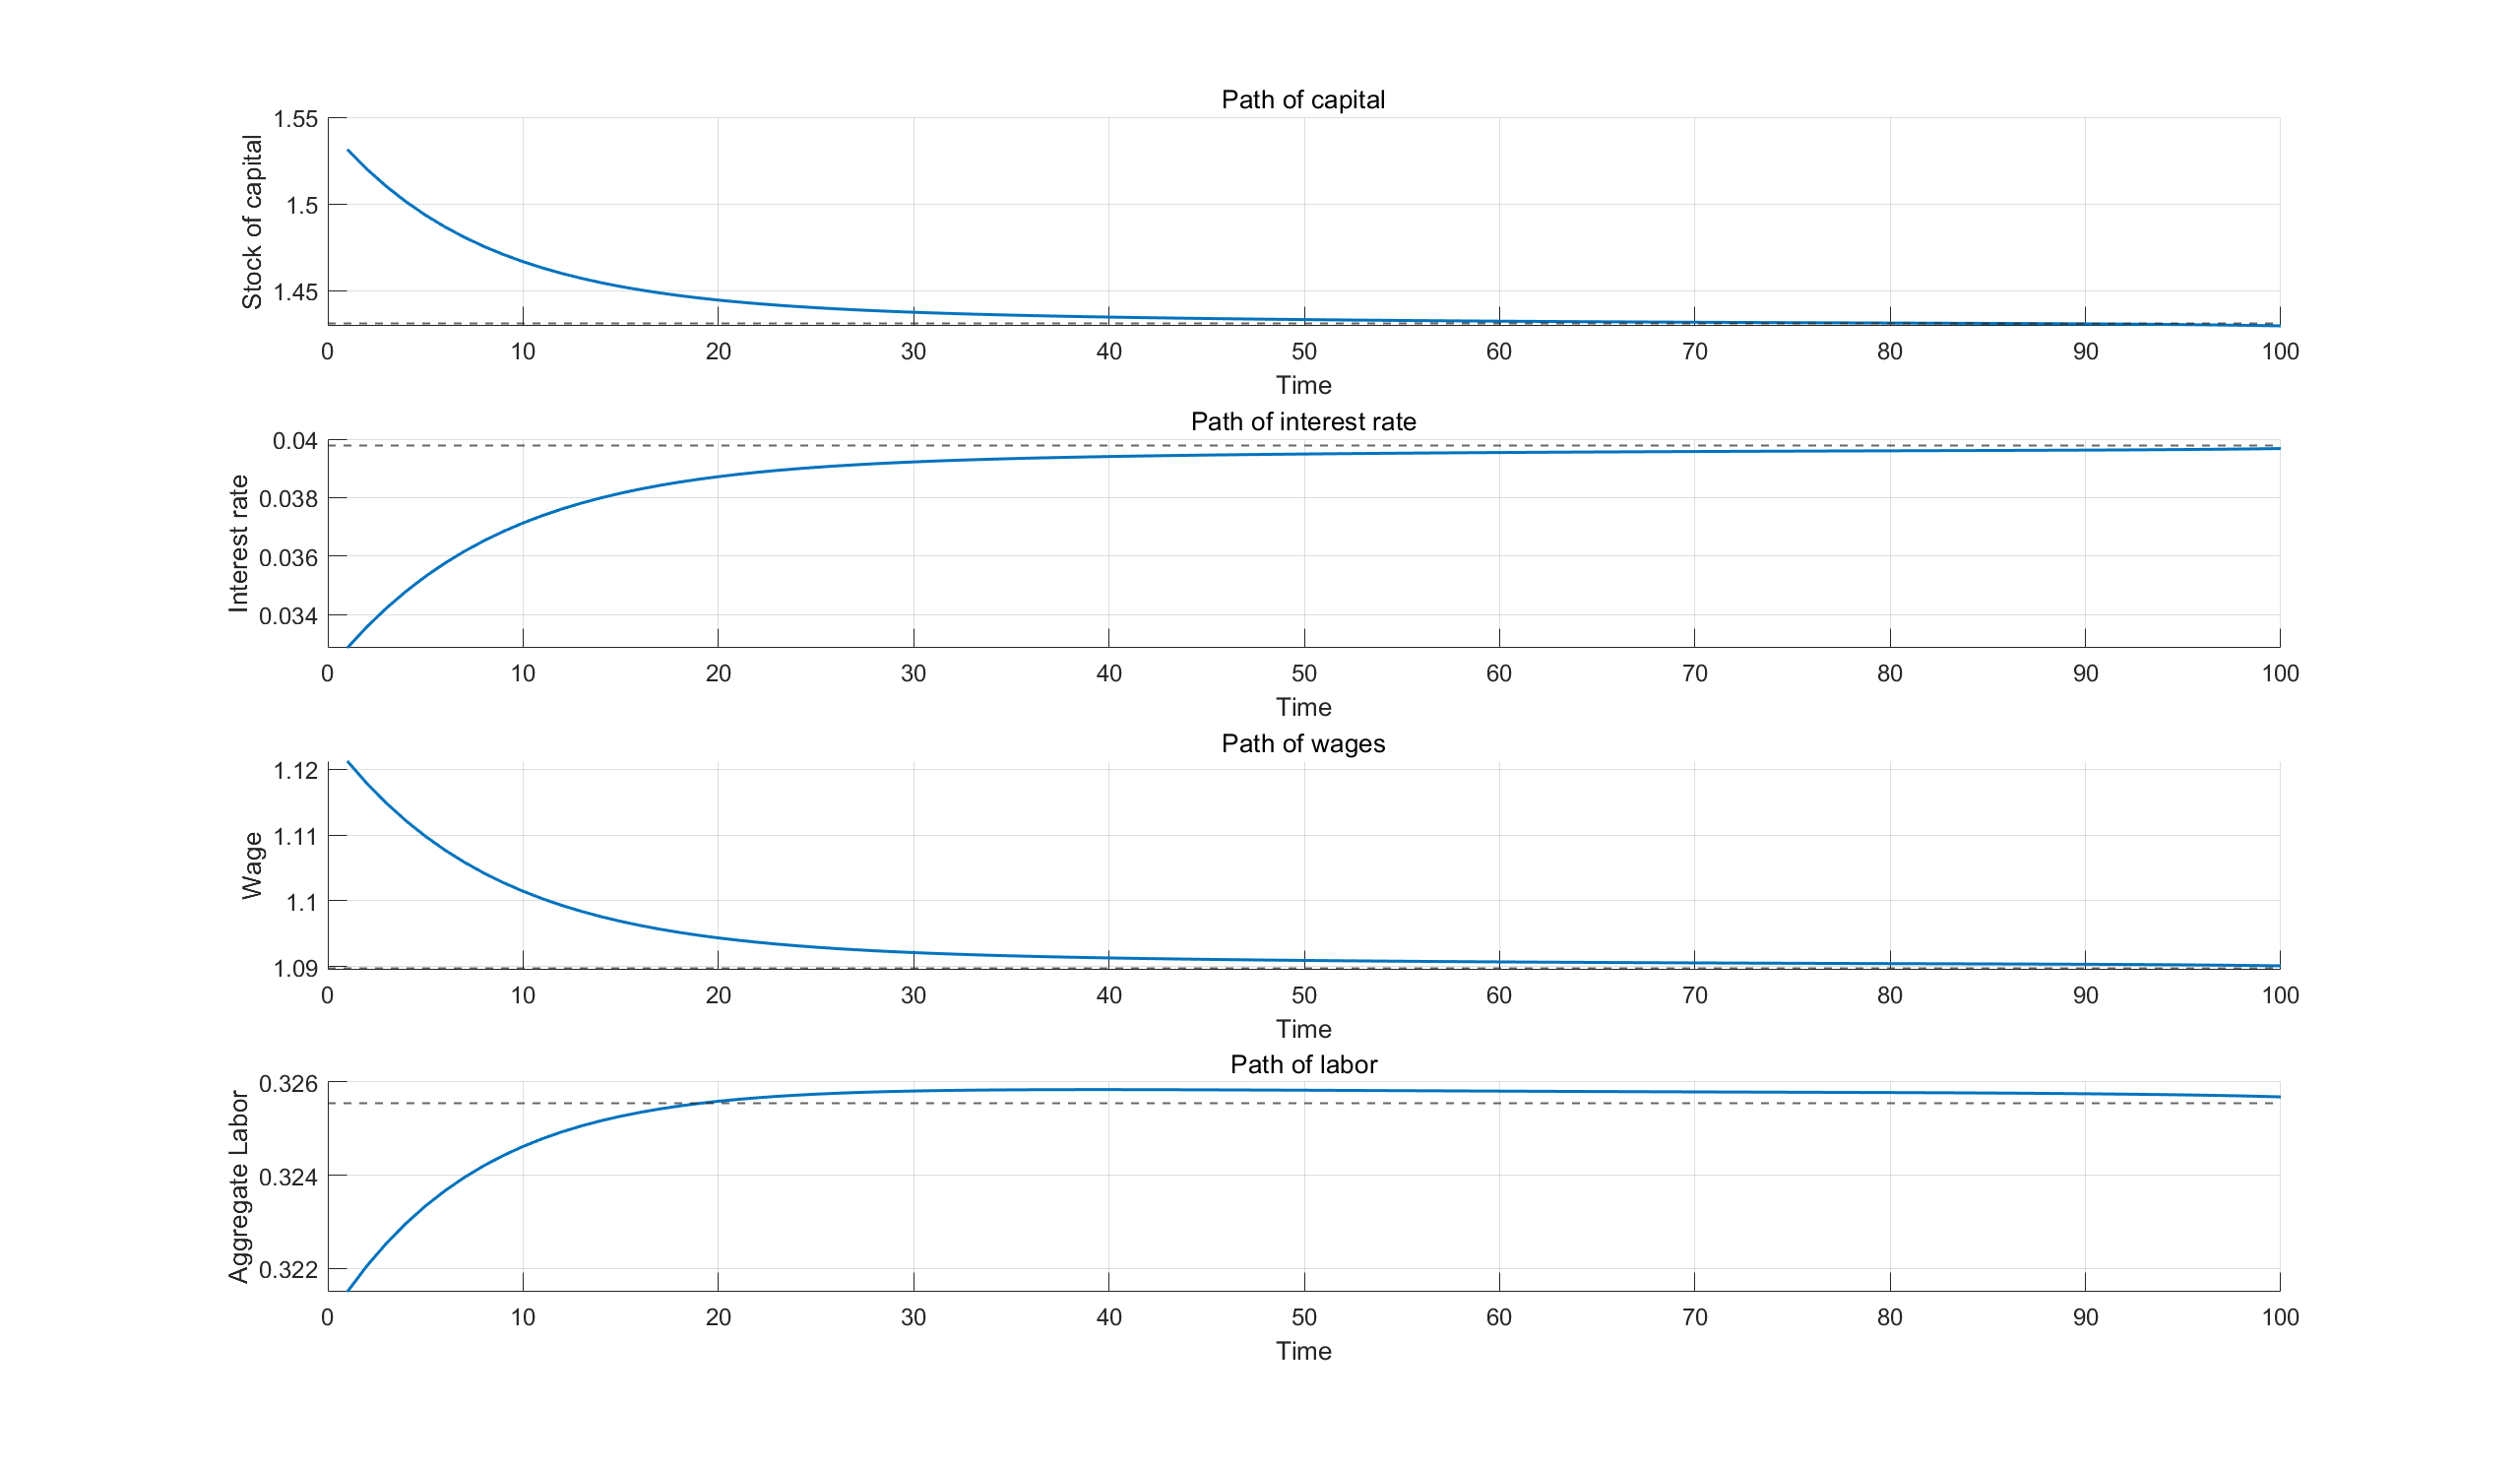 Path of capital
Stock of capital
1.55
1.5
1.45
0 10 20 30 40 50 60 70 80 90 100
Time
Path of interest rate
Interest rate
0.04
0.038
0.036
0.034
0 10 20 30 40 50 60 70 80 90 100
Time
Path of wages
Wage
1.12
1.11
1.1
1.09
0 10 20 30 40 50 60 70 80 90 100
Time
Path of labor
Aggregate Labor
0.326
0.324
0.322
0 10 20 30 40 50 60 70 80 90 100
Time